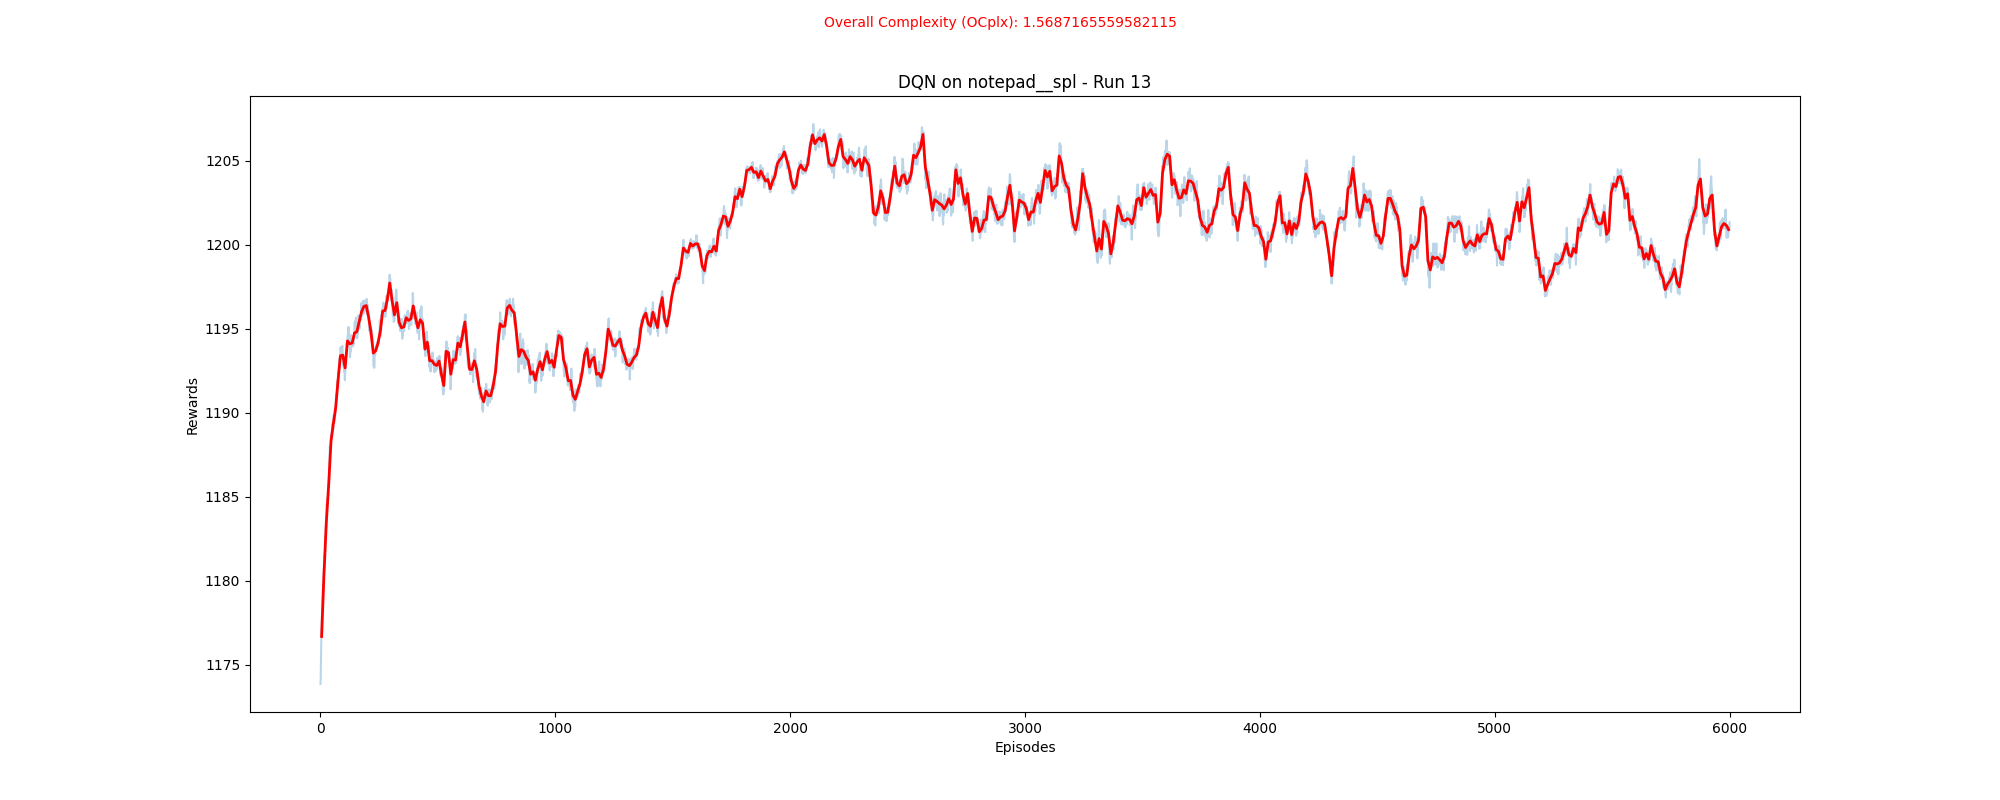 Overall Complexity (OCplx): 1.5687165559582115
DQN on notepad__spl - Run 13
Rewards
1205
1200
1195
1190
1185
1180
1175
0 1000 2000 3000 4000 5000 6000
Episodes